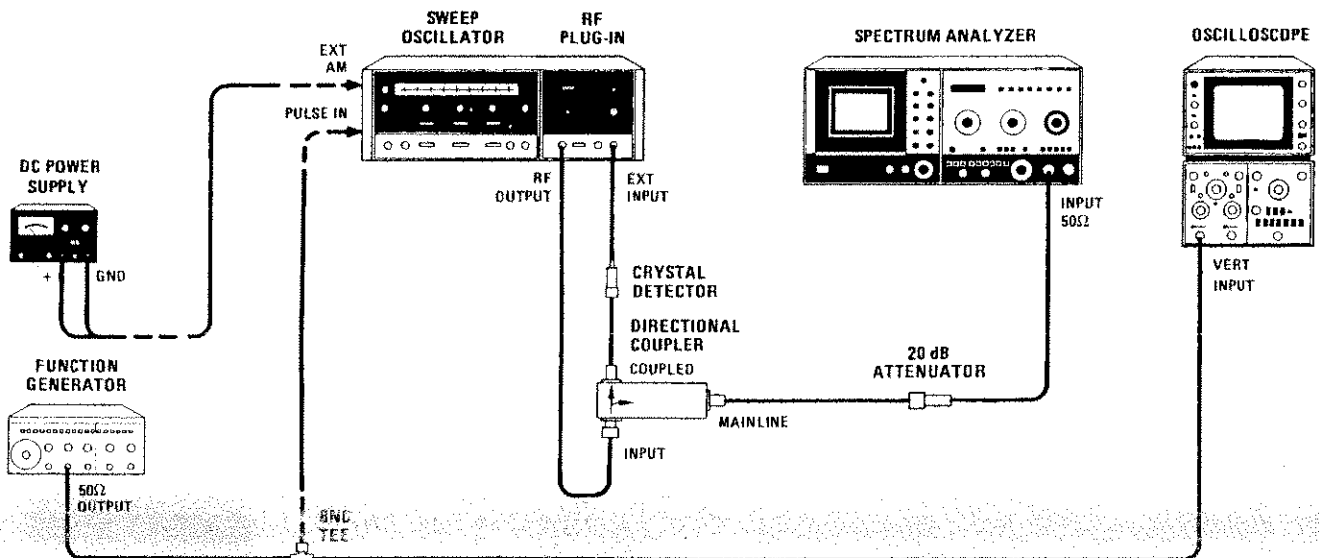 SWEEP
OSCILLATOR
RF
PLUG-IN
SPECTRUM ANALYZER
OSCILLOSCOPE
EXT
AM
PULSE IN
DC POWER
SUPPLY
+
GND
RF
OUTPUT
EXT
INPUT
INPUT
50Ω
VERT
INPUT
CRYSTAL
DETECTOR
DIRECTIONAL
COUPLER
COUPLED
20 dB
ATTENUATOR
MAINLINE
INPUT
FUNCTION
GENERATOR
50Ω
OUTPUT
BNC
TEE